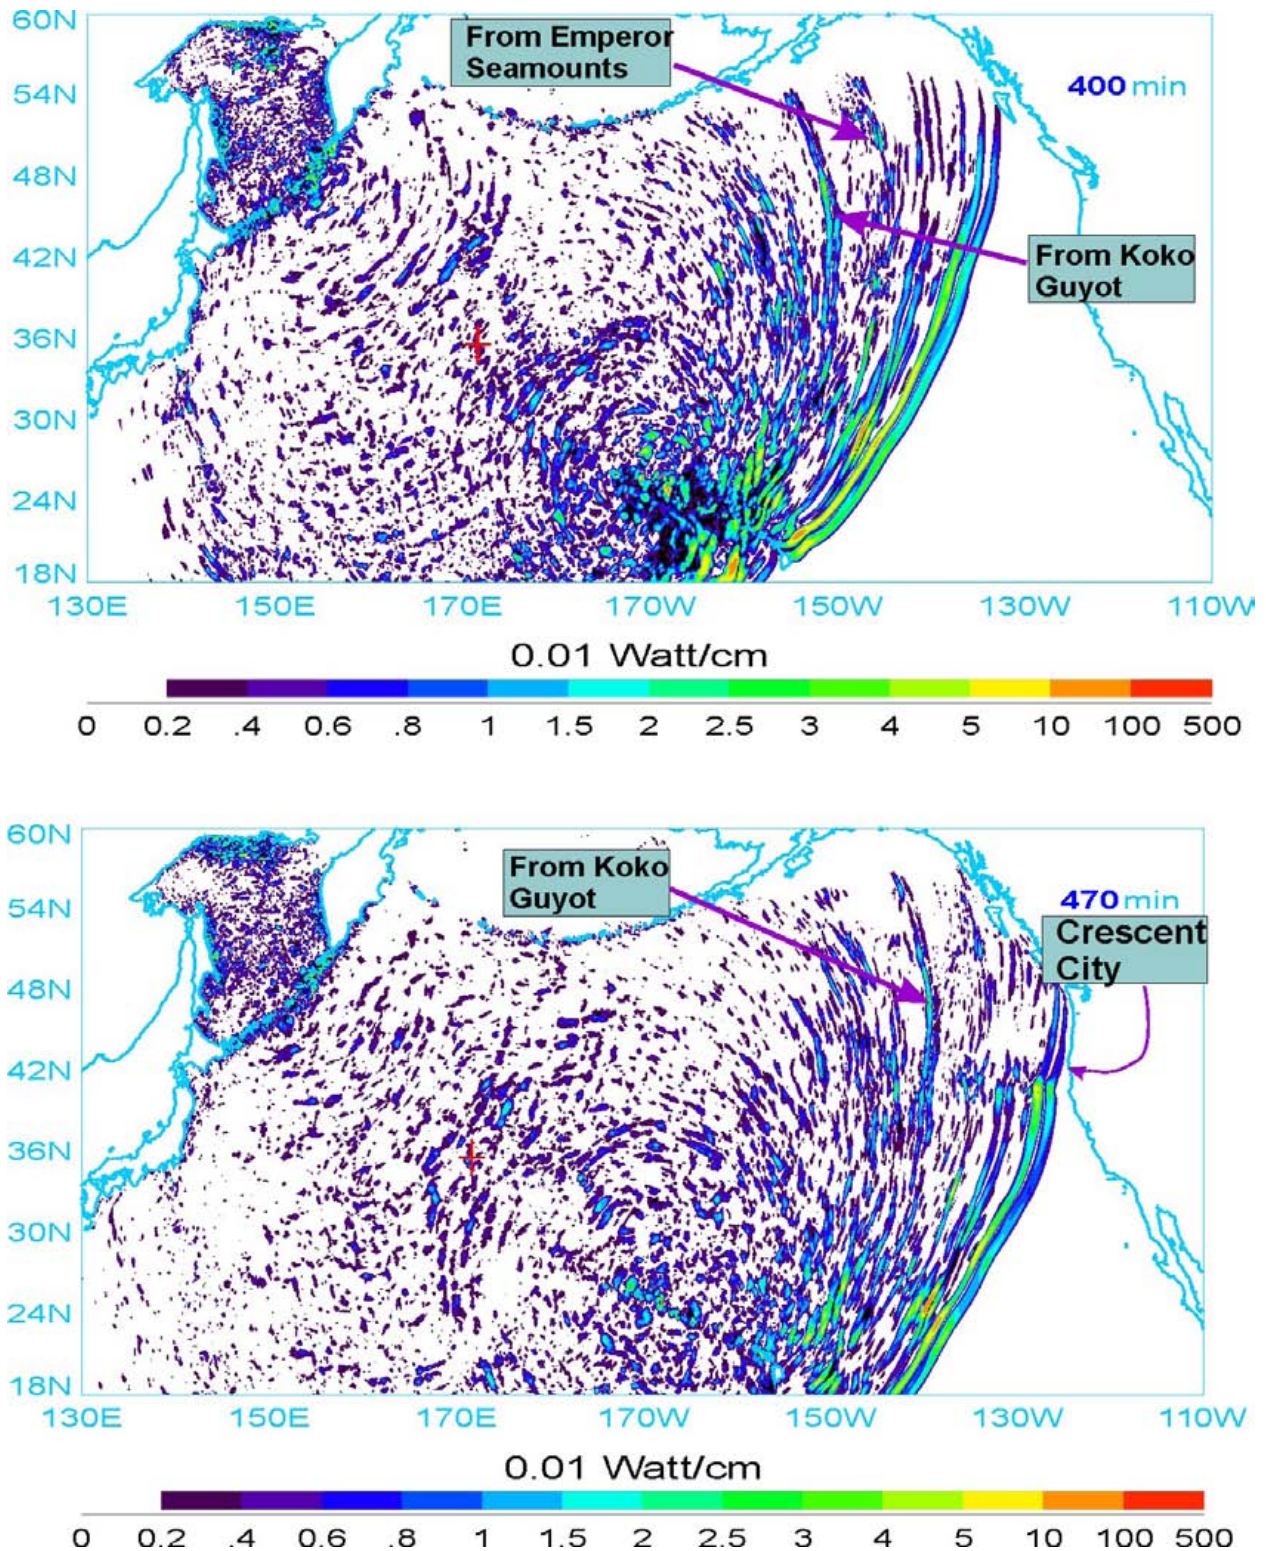 60N
From Emperor
Seamounts
54N
400 min
48N
42N
From Koko
Guyot
36N
30N
24N
18N
130E 150E 170E 170W 150W 130W 110W
0.01 Watt/cm
0 0.2 .4 0.6 .8 1 1.5 2 2.5 3 4 5 10 100 500
60N
From Koko
Guyot
54N
470 min
Crescent
City
48N
42N
36N
30N
24N
18N
130E 150E 170E 170W 150W 130W 110W
0.01 Watt/cm
0 0.2 .4 0.6 .8 1 1.5 2 2.5 3 4 5 10 100 500